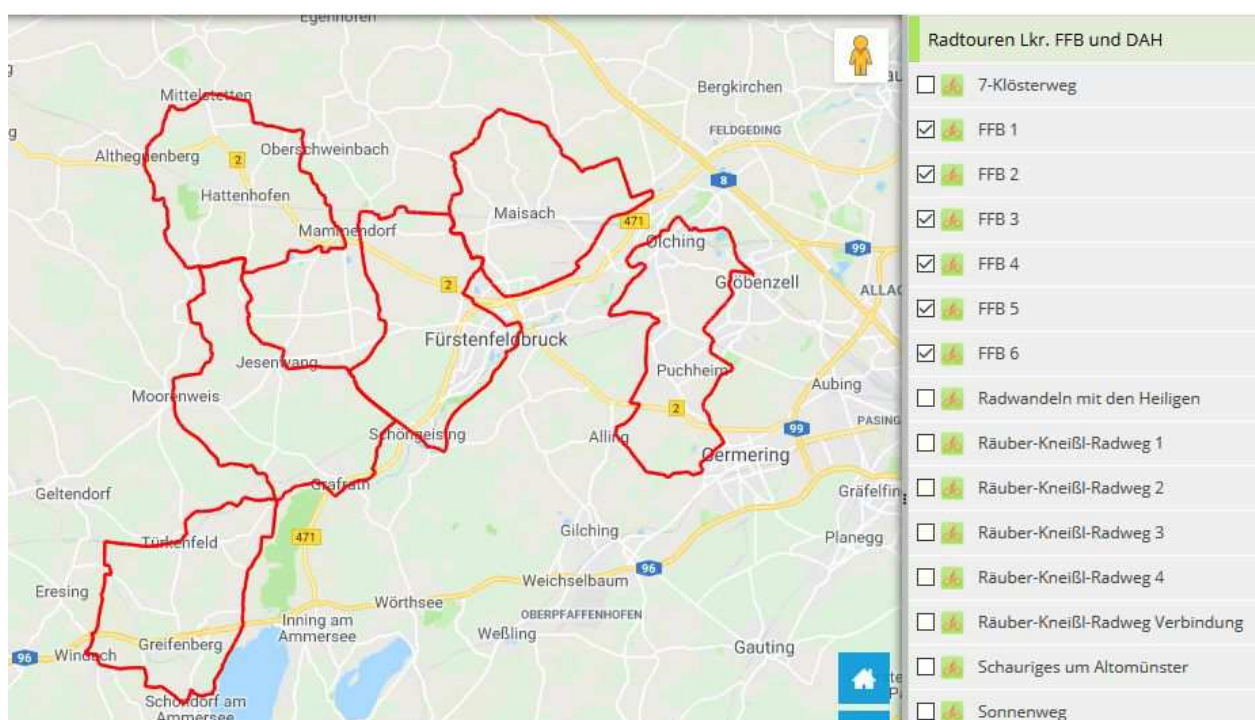 Egenhofen
Mittelstetten
Bergkirchen
FELDGEDING
Althegnenberg
2
Oberschweinbach
8
Hattenhofen
Maisach
471
Mammendorf
Olching
99
Gröbenzell
2
ALLAC
Fürstenfeldbruck
Jesenwang
Puchheim
Aubing
Moorenweis
2
99
PASING
Schöngeising
Alling
Germering
Grafrath
Geltendorf
Gräfelfin
471
Gilching
Türkenfeld
Planegg
96
Weichselbaum
Eresing
Wörthsee
OBERPFAFFENHOFEN
Inning am
Ammersee
Weßling
Greifenberg
Gauting
96
Windach
Schondorf am
Ammersee
Radtouren Lkr. FFB und DAH
7-Klösterweg
FFB 1
FFB 2
FFB 3
FFB 4
FFB 5
FFB 6
Radwandeln mit den Heiligen
Räuber-Kneißl-Radweg 1
Räuber-Kneißl-Radweg 2
Räuber-Kneißl-Radweg 3
Räuber-Kneißl-Radweg 4
Räuber-Kneißl-Radweg Verbindung
Schauriges um Altomünster
Sonnenweg